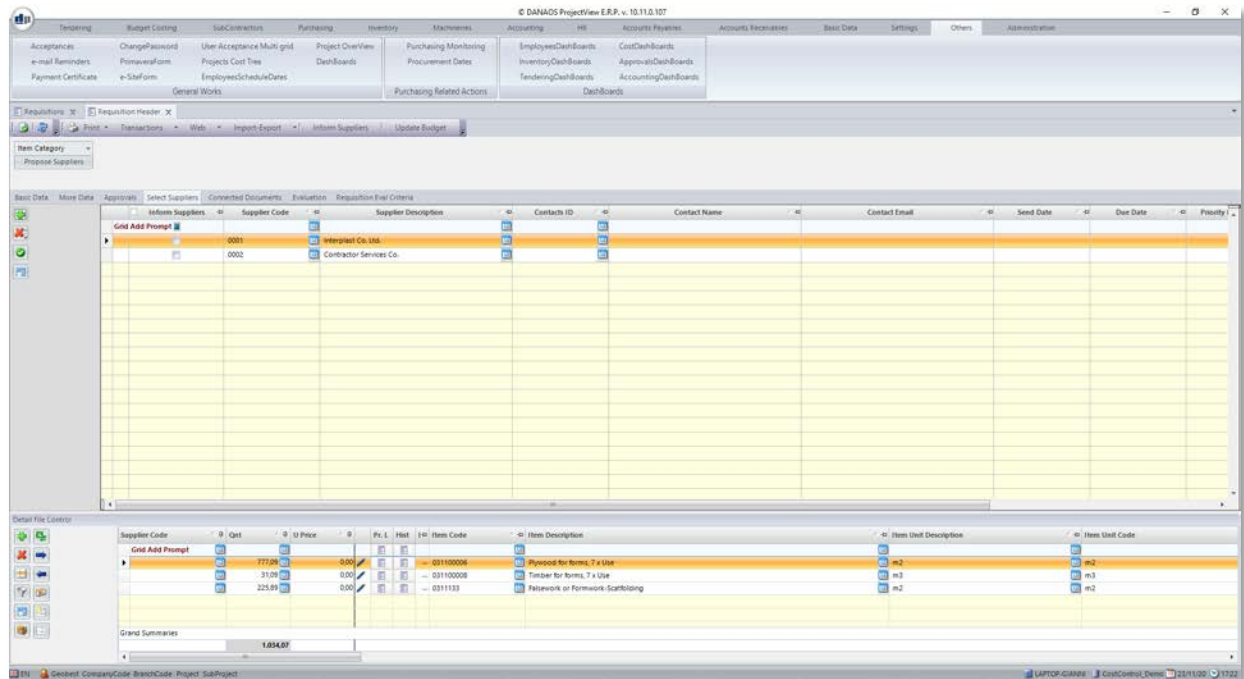 © DANAOS ProjectView E.R.P. v. 10.11.0.107
Tendering Budget Costing SubContractors Purchasing Inventory Machineries Accounting HR Accounts Payables Accounts Receivables Basic Data Settings Others Administrative
Acceptances ChangePassword User Acceptance Multi grid Project OverView Purchasing Monitoring EmployeesDashBoards CostDashBoards
e-mail Reminders PrimaveraForm Projects Cost Tree DashBoards Procurement Dates InventoryDashBoards ApprovalsDashBoards
Payment Certificate e-SiteForm EmployeesScheduleDates TenderingDashBoards AccountingDashBoards
General Works Purchasing Related Actions DashBoards
Requisitions Requisition Header
Print Transactions Web Import-Export Inform Suppliers Update Budget
Item Category
Propose Suppliers
Basic Data More Data Approvals Select Suppliers Connected Documents Evaluation Requisition Eval Criteria
Inform Suppliers Supplier Code Supplier Description Contacts ID Contact Name Contact Email Send Date Due Date Priority
Grid Add Prompt
0001 Interplast Co. Ltd.
0002 Contractor Services Co.
Detail File Control
Supplier Code Qnt U Price Pr. L Hist Item Code Item Description Item Unit Description Item Unit Code
Grid Add Prompt
777,09 0,00 031100006 Plywood for forms, 7 x Use m2 m2
31,09 0,00 031100008 Timber for forms, 7 x Use m3 m3
225,89 0,00 0311133 Falsework or Formwork-Scaffolding m2 m2
Grand Summaries
1.034,07
EN Geobest CompanyCode BranchCode Project SubProject LAPTOP-GIANNI CostControl_Demo 23/11/20 17:22